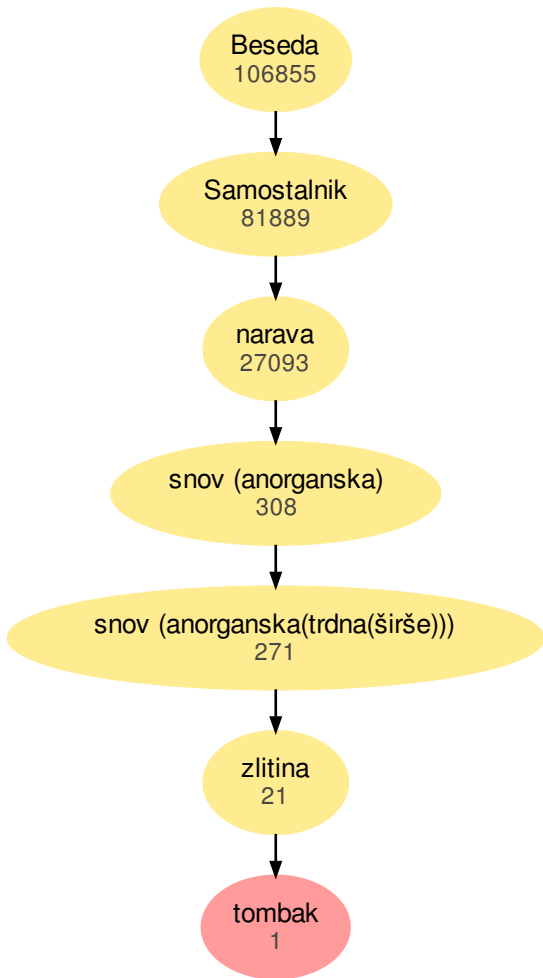 Beseda
106855
Samostalnik
81889
narava
27093
snov (anorganska)
308
snov (anorganska(trdna(širše)))
271
zlitina
21
tombak
1